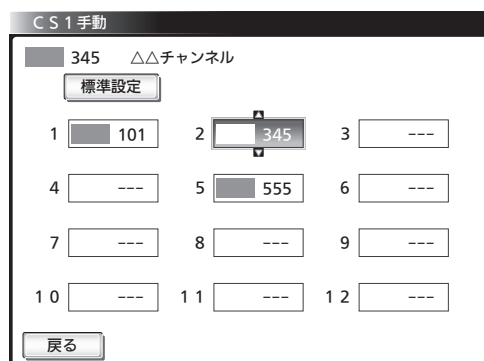 ＣＳ１手動
345 △△チャンネル
標準設定
1 101 2 345 3 ---
4 --- 5 555 6 ---
7 --- 8 --- 9 ---
10 --- 11 --- 12 ---
戻る